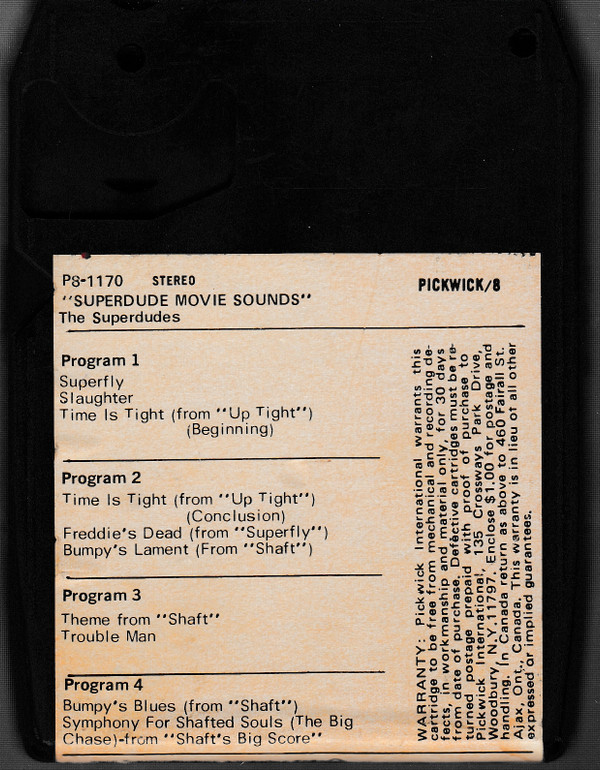 P8-1170 STEREO PICKWICK/8
"SUPERDUDE MOVIE SOUNDS"
The Superdudes
Program 1
Superfly
Slaughter
Time Is Tight (from "Up Tight")
(Beginning)
Program 2
Time Is Tight (from "Up Tight")
(Conclusion)
Freddie's Dead (from "Superfly")
Bumpy's Lament (From "Shaft")
Program 3
Theme from "Shaft"
Trouble Man
Program 4
Bumpy's Blues (from "Shaft")
Symphony For Shafted Souls (The Big
Chase)-from "Shaft's Big Score"
WARRANTY: Pickwick International warrants this
cartridge to be free from mechanical and recording de-
fects, in workmanship and material only, for 30 days
from date of purchase. Defective cartridges must be re-
turned postage prepaid with proof of purchase to
Pickwick International, 135 Crossways Park Drive,
Woodbury, N.Y. 11797. Enclose $1.00 for postage and
handling. In Canada return as above to 460 Fairall St.
Ajax, Ont., Canada. This warranty is in lieu of all other
expressed or implied guarantees.